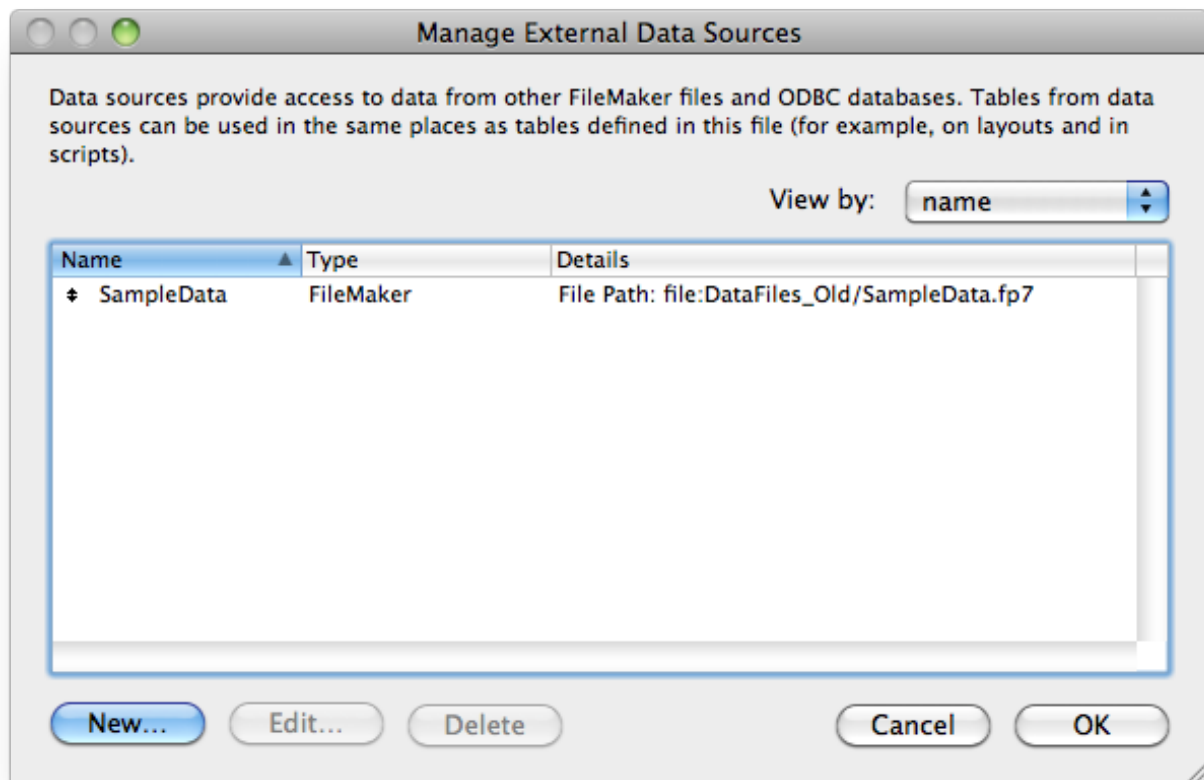 Manage External Data Sources
Data sources provide access to data from other FileMaker files and ODBC databases. Tables from data
sources can be used in the same places as tables defined in this file (for example, on layouts and in
scripts).
View by: name
Name Type Details
SampleData FileMaker File Path: file:DataFiles_Old/SampleData.fp7
New... Edit... Delete Cancel OK